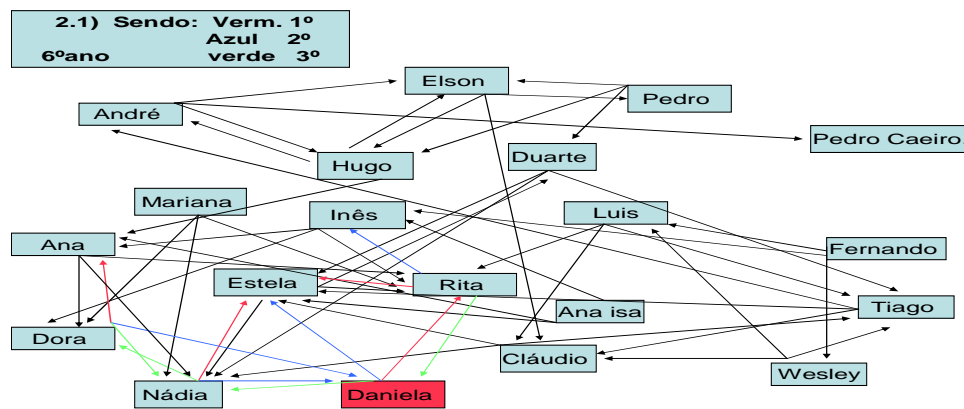 2.1) Sendo: Verm. 1º
Azul 2º
6ºano verde 3º
Elson
Pedro
André
Pedro Caeiro.
Duarte
Hugo
Mariana
Inês
Luis
Ana
Fernando
Estela
Rita
Ana isa
Tiago
Dora
Cláudio
Wesley
Nádia
Daniela